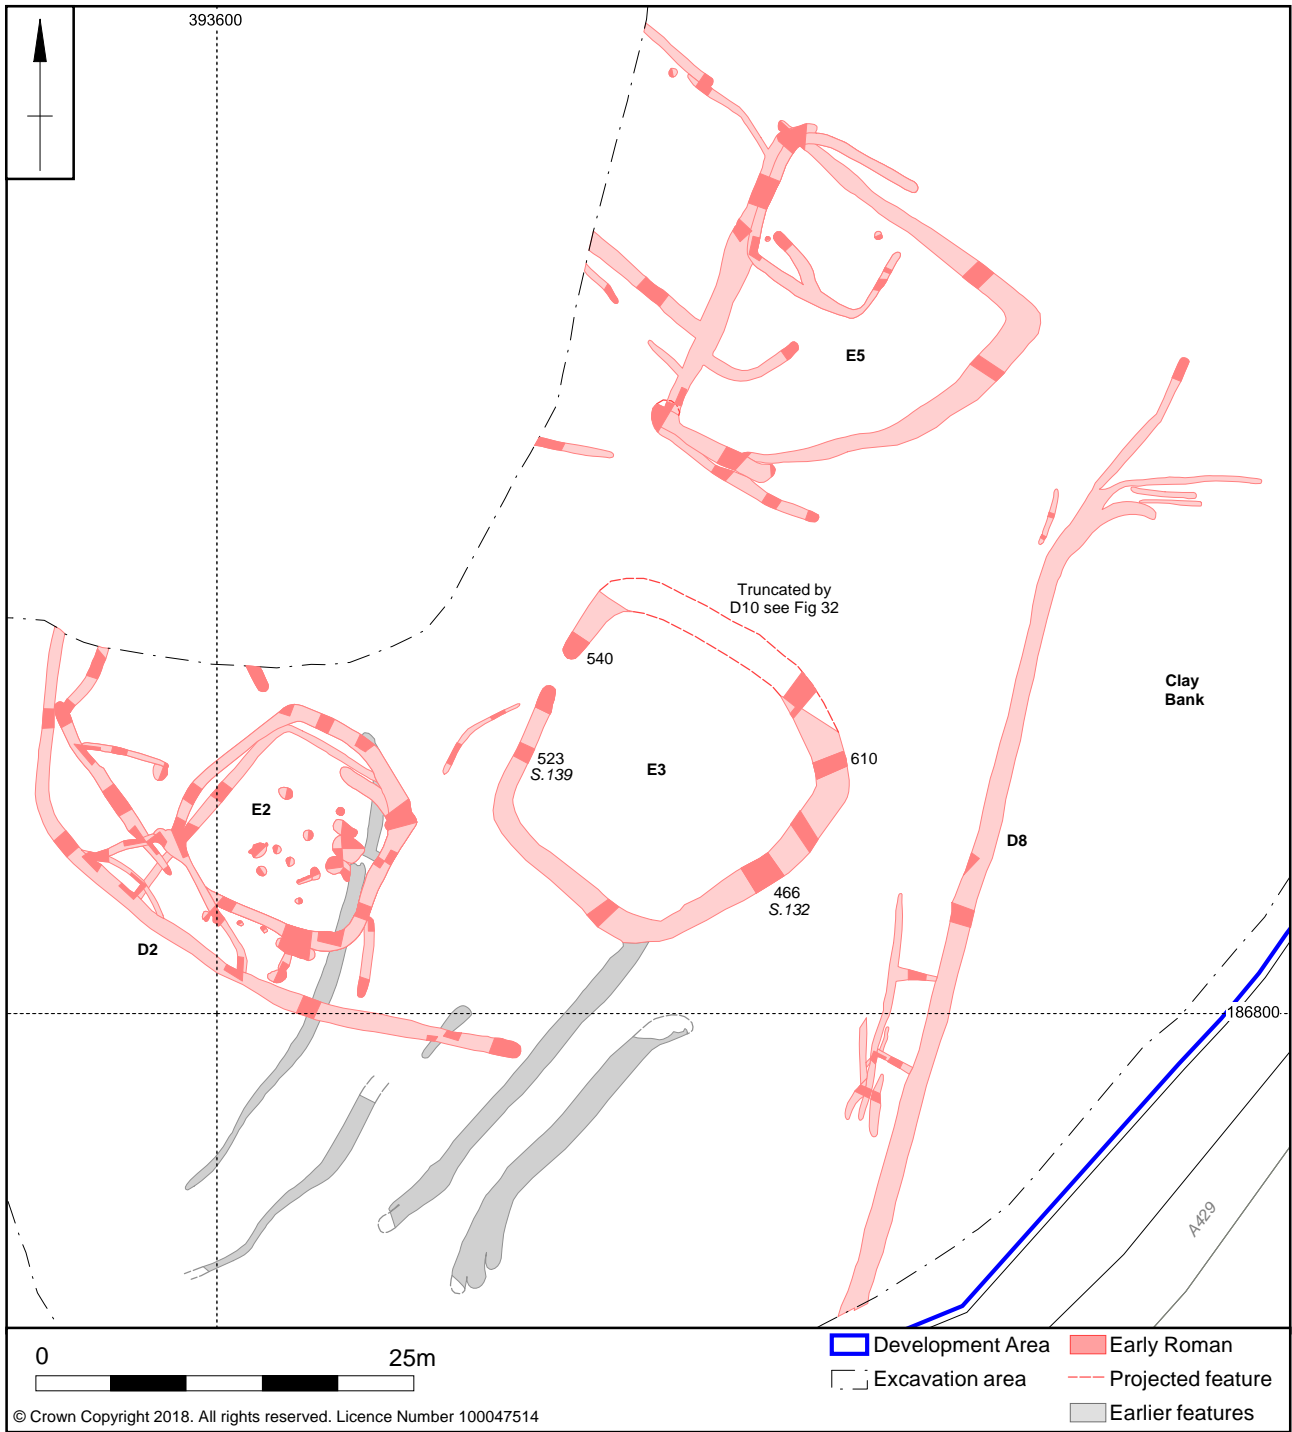 393600
E5
Truncated by
D10 see Fig 32
540
Clay
Bank
523
S.139
E3
610
E2
D8
466
S.132
D2
186800
A429
0 25m
Development Area
Early Roman
Excavation area
Projected feature
Earlier features
© Crown Copyright 2018. All rights reserved. Licence Number 100047514